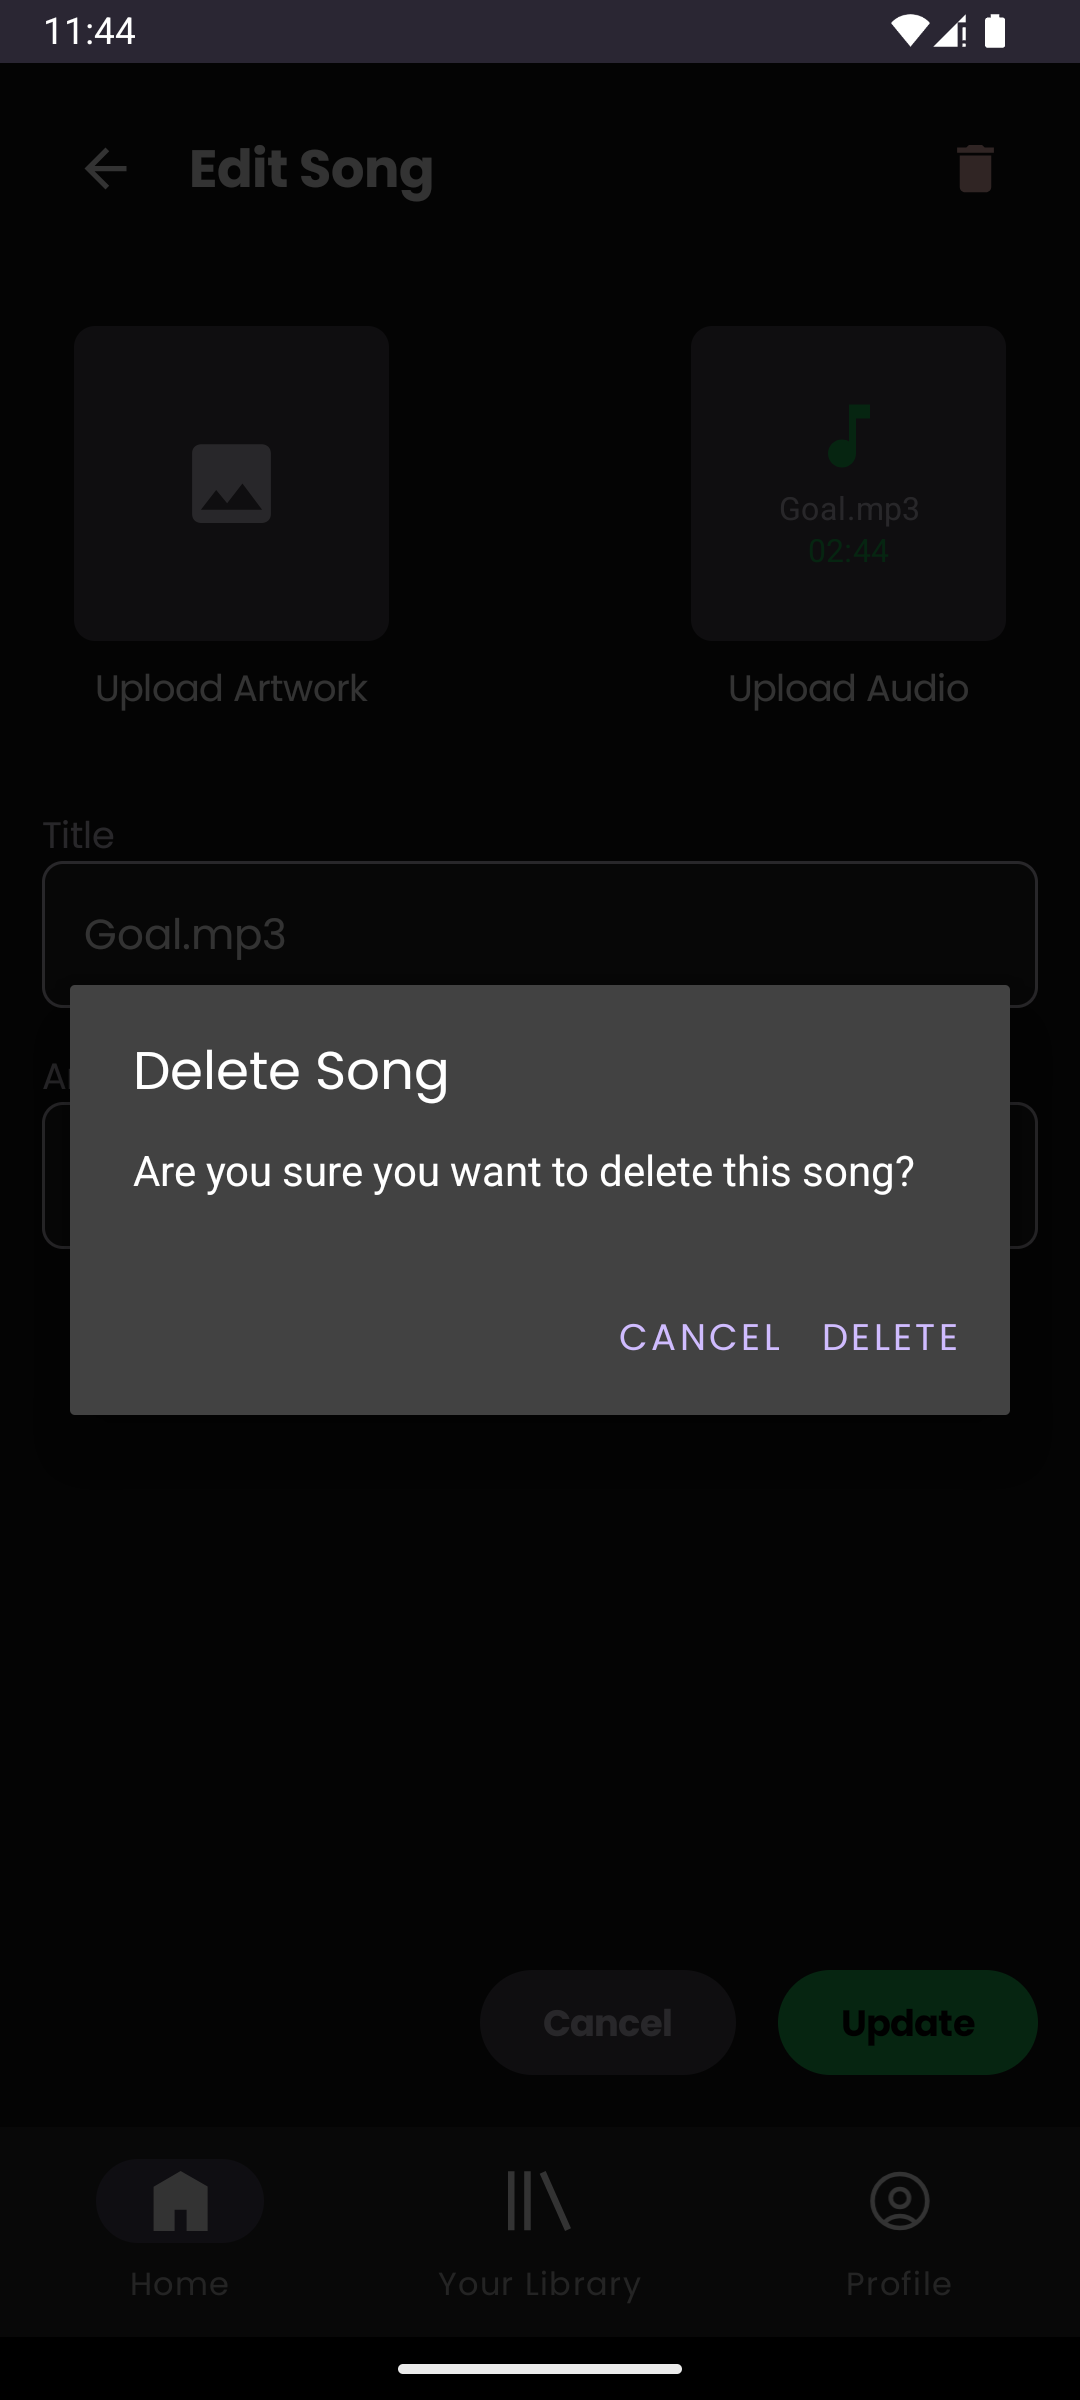 11:44
Edit Song
Goal.mp3
02:44
Upload Artwork
Upload Audio
Title
Goal.mp3
Delete Song
Are you sure you want to delete this song?
CANCEL DELETE
Cancel
Update
Home
Your Library
Profile